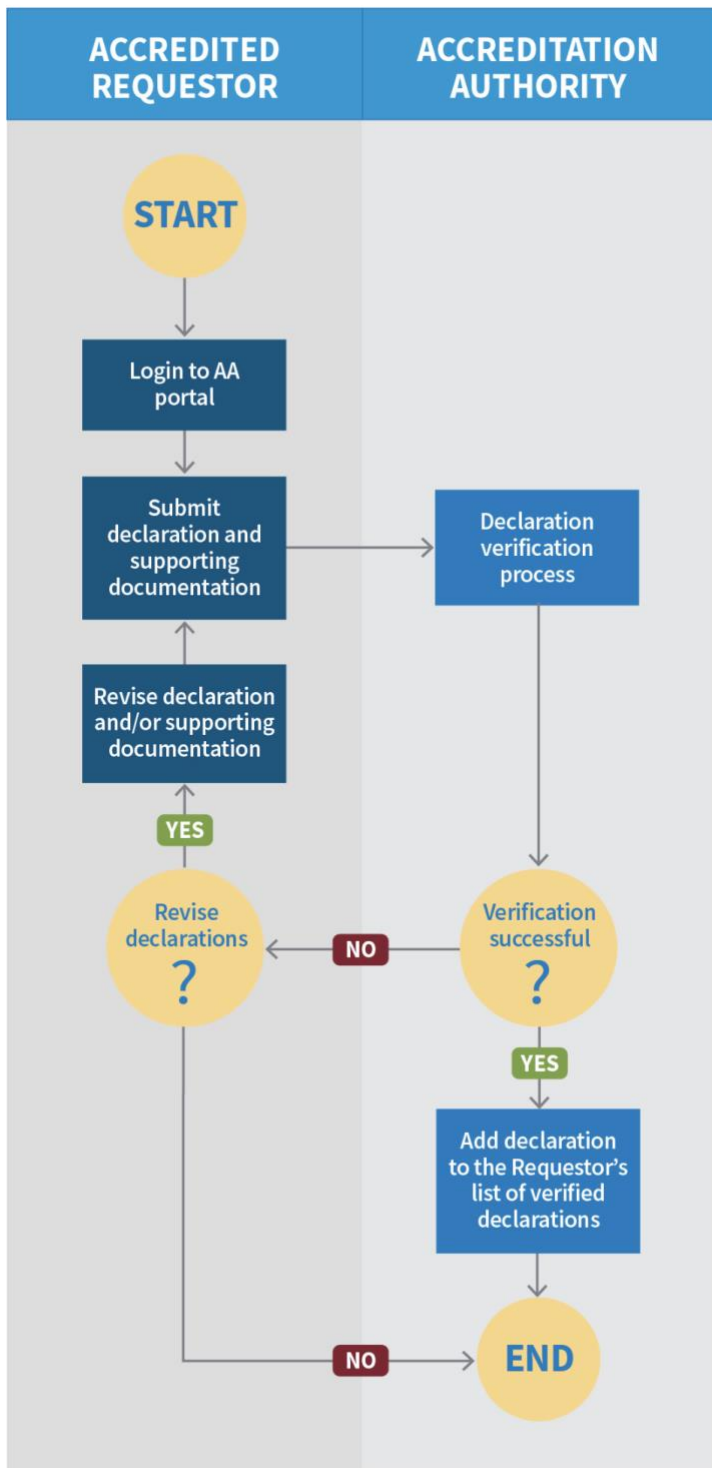 ACCREDITED
REQUESTOR
ACCREDITATION
AUTHORITY
START
Login to AA
portal
Submit
declaration and
supporting
documentation
Declaration
verification
process
Revise declaration
and/or supporting
documentation
YES
Revise
declarations
?
NO
Verification
successful
?
YES
Add declaration
to the Requestor’s
list of verified
declarations
NO
END